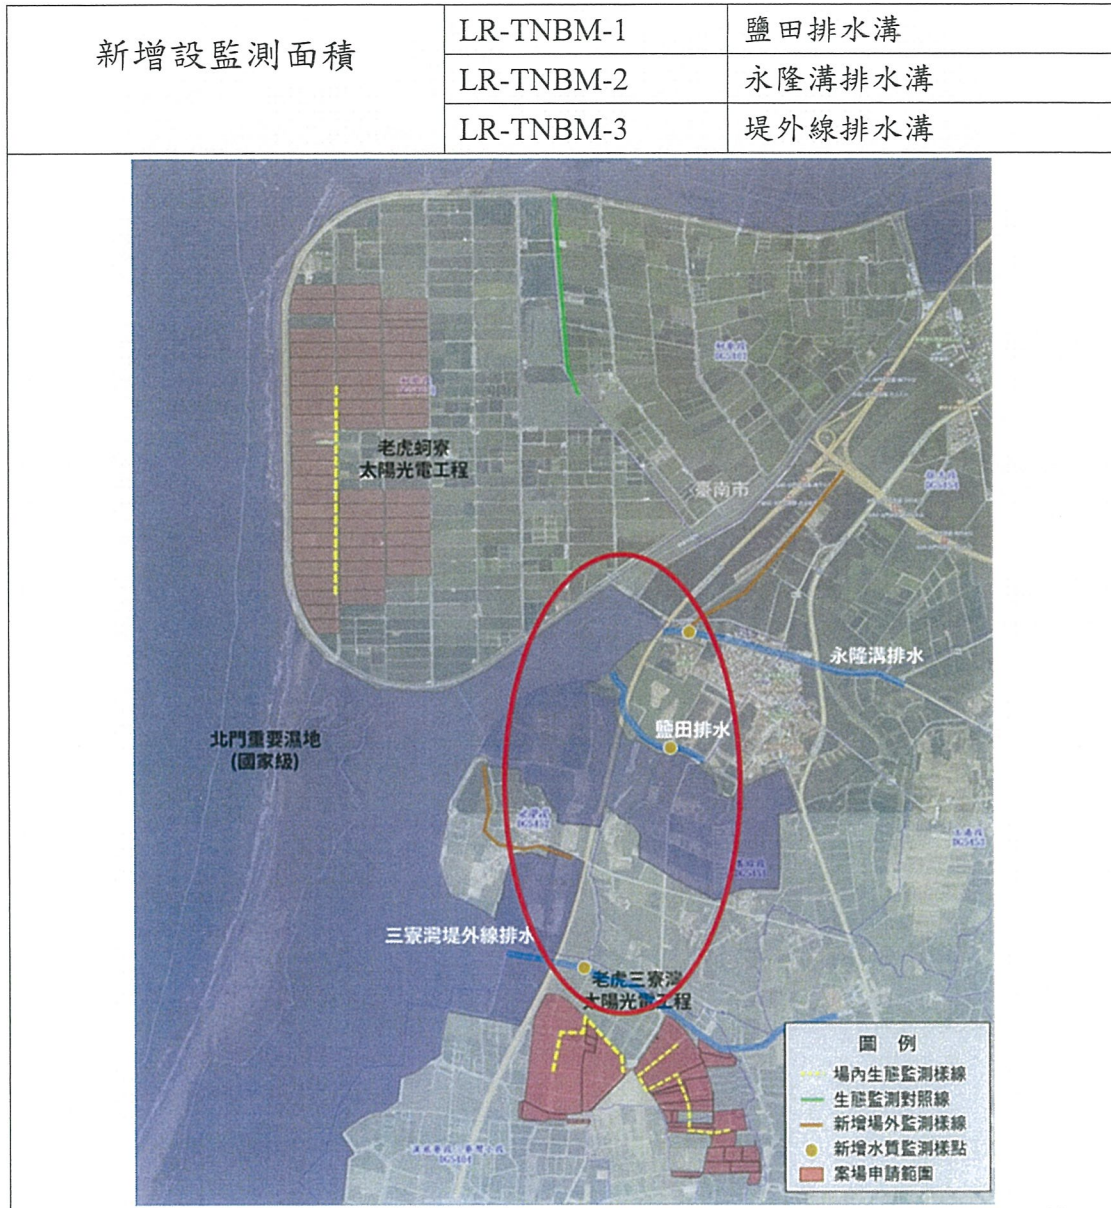 新增設監測面積
LR-TNBM-1 鹽田排水溝
LR-TNBM-2 永隆溝排水溝
LR-TNBM-3 堤外線排水溝
DG5403
老虎蚵寮
太陽光電工程
臺南市
DG5454
永隆溝排水
鹽田排水
北門重要濕地
(國家級)
DG5452
DG5453
DG5451
三寮灣堤外線排水
老虎三寮灣
太陽光電工程
DG5404
圖 例
場內生態監測樣線
生態監測對照線
新增場外監測樣線
新增水質監測樣點
案場申請範圍